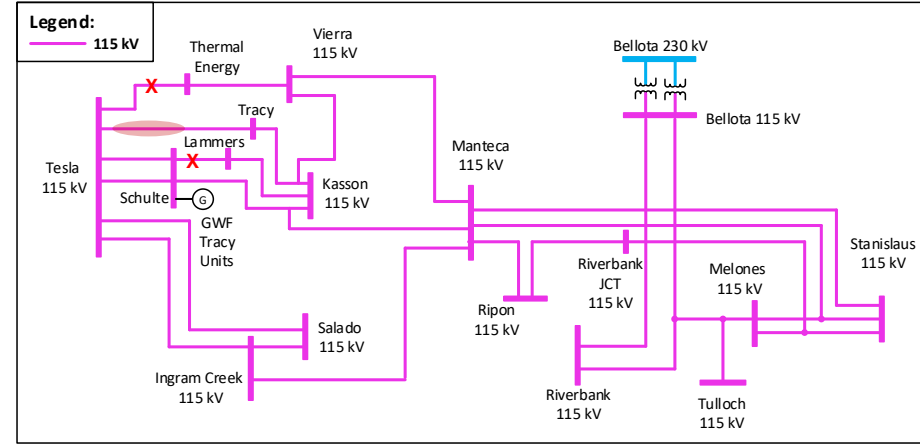 Legend:
115 kV
Thermal
Energy
Vierra
115 kV
Bellota 230 kV
X
Tracy
Bellota 115 kV
Lammers
X
Manteca
115 kV
Tesla
115 kV
Schulte
G
Kasson
115 kV
GWF
Tracy
Units
Stanislaus
115 kV
Riverbank
JCT
115 kV
Melones
115 kV
Ripon
115 kV
Salado
115 kV
Ingram Creek
115 kV
Riverbank
115 kV
Tulloch
115 kV